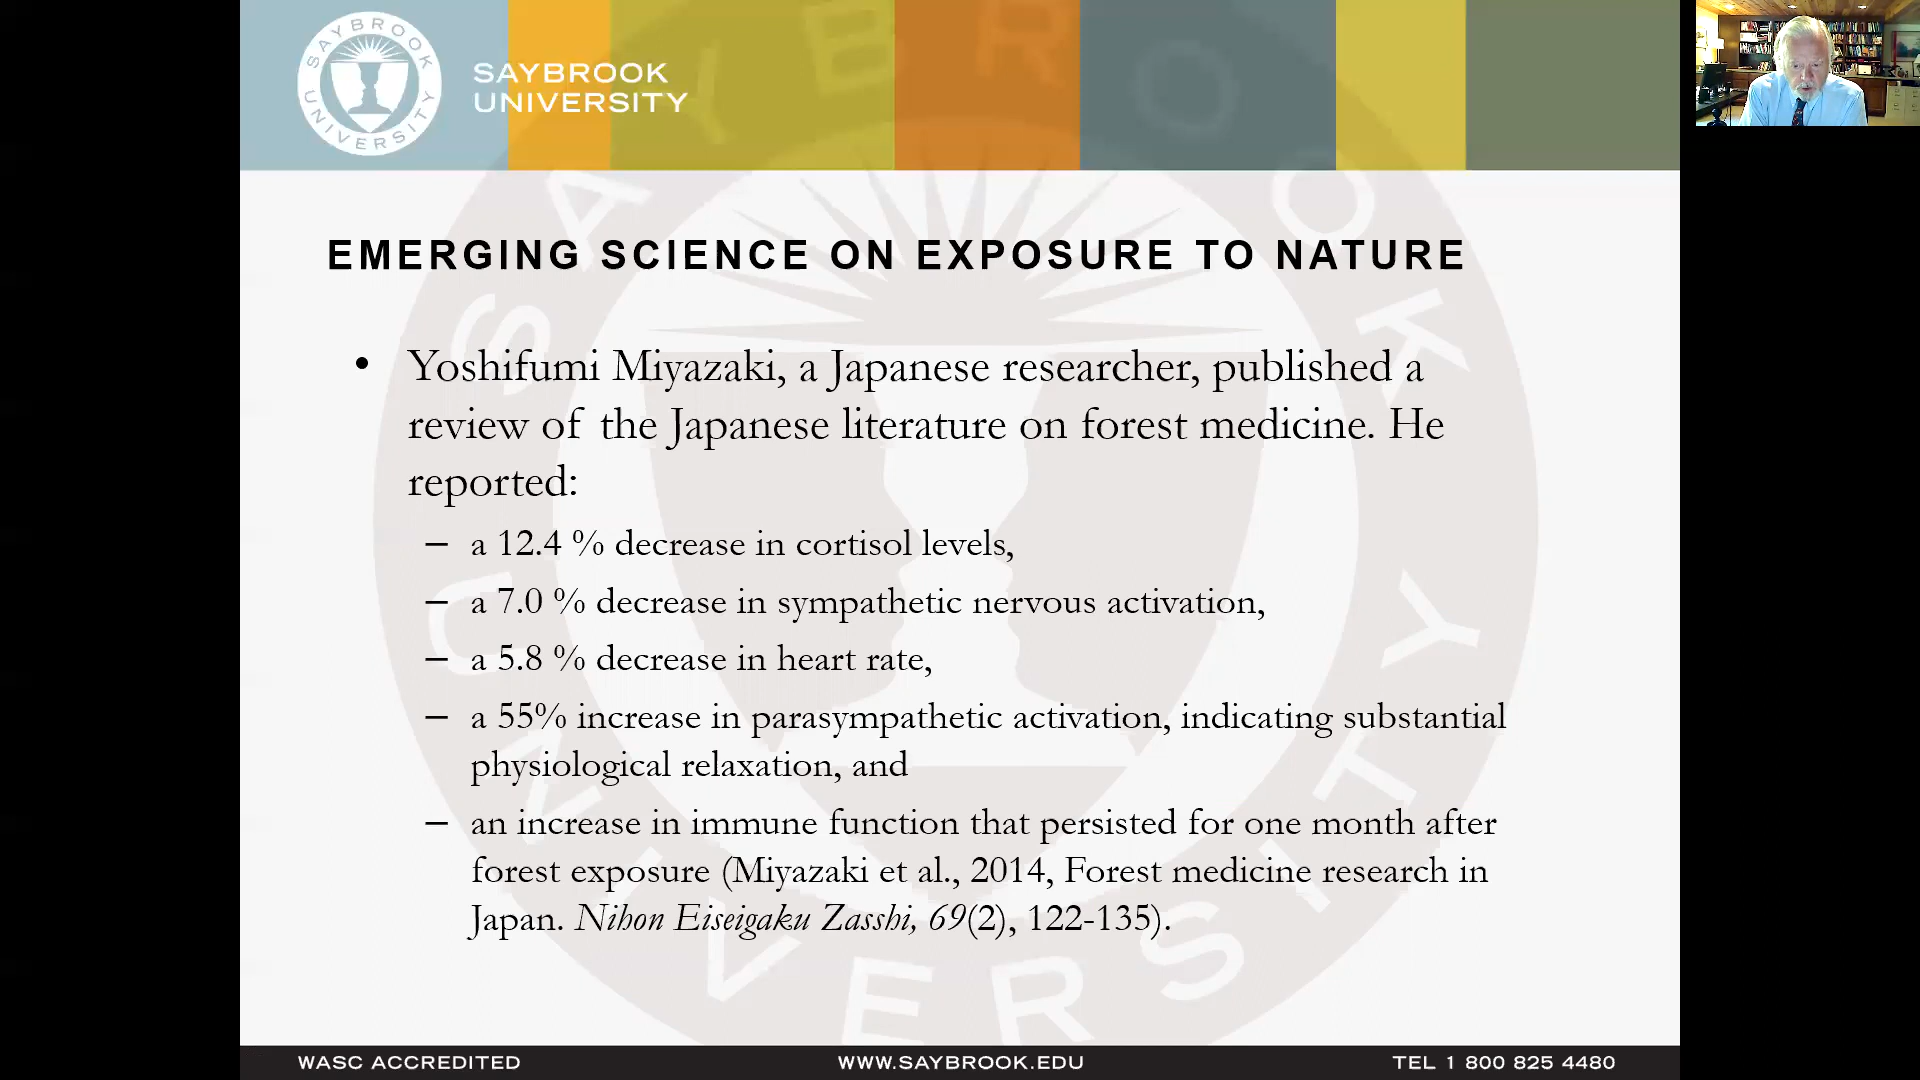 SAYBROOK UNIVERSITY
SAYBROOK
UNIVERSITY
EMERGING SCIENCE ON EXPOSURE TO NATURE
• Yoshifumi Miyazaki, a Japanese researcher, published a
review of the Japanese literature on forest medicine. He
reported:
– a 12.4 % decrease in cortisol levels,
– a 7.0 % decrease in sympathetic nervous activation,
– a 5.8 % decrease in heart rate,
– a 55% increase in parasympathetic activation, indicating substantial
physiological relaxation, and
– an increase in immune function that persisted for one month after
forest exposure (Miyazaki et al., 2014, Forest medicine research in
Japan. Nihon Eiseigaku Zasshi, 69(2), 122-135).
SAYBROOK UNIVERSITY
WASC ACCREDITED
WWW.SAYBROOK.EDU
TEL 1 800 825 4480